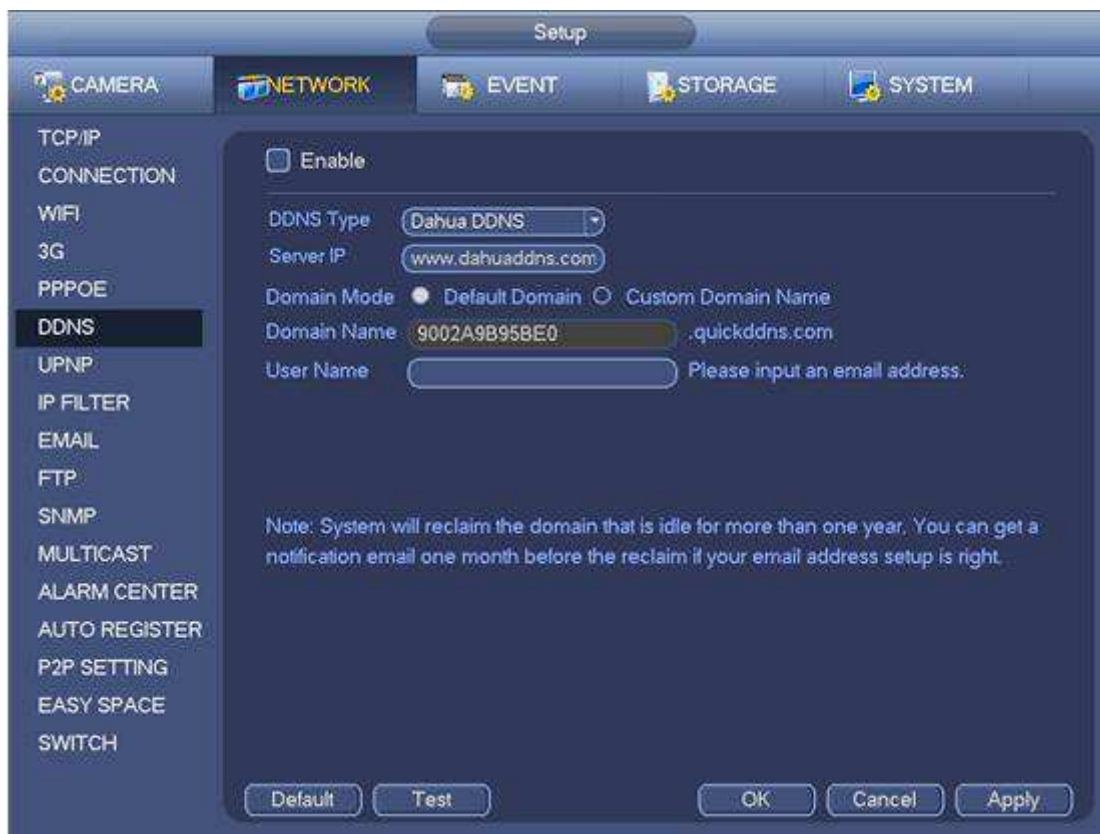 Setup
CAMERA NETWORK EVENT STORAGE SYSTEM
TCP/IP
CONNECTION
WIFI
3G
PPPOE
DDNS
UPNP
IP FILTER
EMAIL
FTP
SNMP
MULTICAST
ALARM CENTER
AUTO REGISTER
P2P SETTING
EASY SPACE
SWITCH
Enable
DDNS Type Dahua DDNS
Server IP www.dahuaddns.com
Domain Mode Default Domain Custom Domain Name
Domain Name 9002A9B95BE0 .quickddns.com
User Name Please input an email address.
Note: System will reclaim the domain that is idle for more than one year. You can get a
notification email one month before the reclaim if your email address setup is right.
Default Test OK Cancel Apply